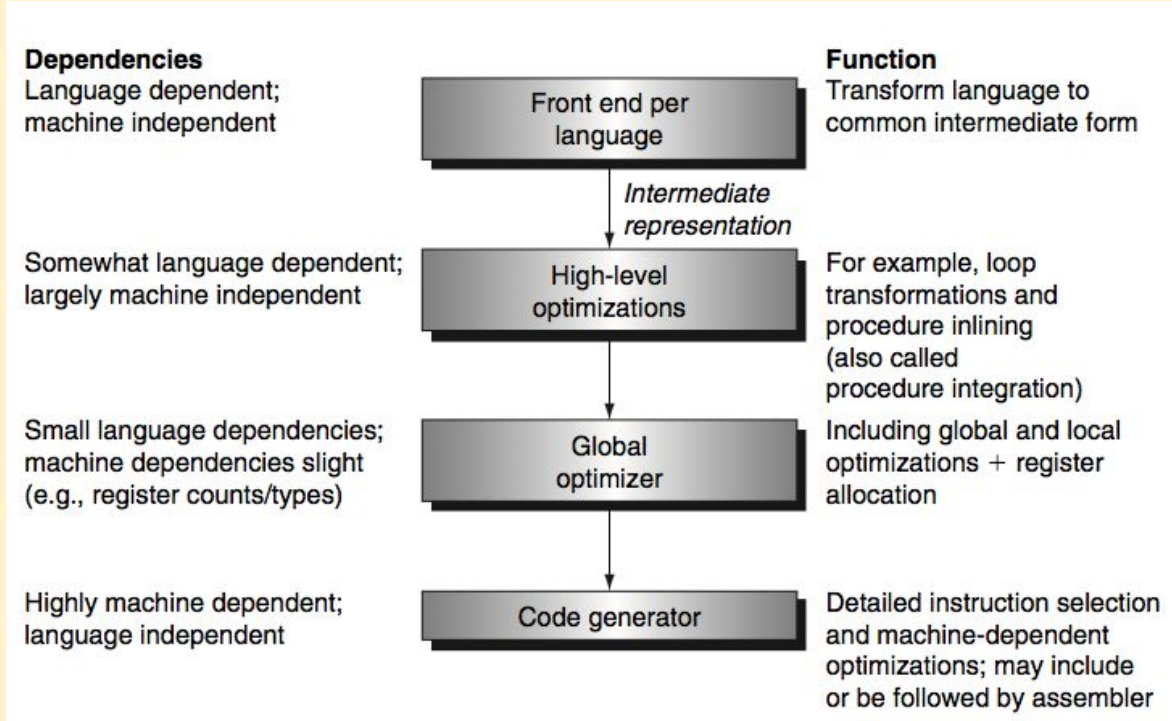 Dependencies
Language dependent;
machine independent
Front end per
language
Function
Transform language to
common intermediate form
Intermediate
representation
Somewhat language dependent;
largely machine independent
High-level
optimizations
For example, loop
transformations and
procedure inlining
(also called
procedure integration)
Small language dependencies;
machine dependencies slight
(e.g., register counts/types)
Global
optimizer
Including global and local
optimizations + register
allocation
Highly machine dependent;
language independent
Code generator
Detailed instruction selection
and machine-dependent
optimizations; may include
or be followed by assembler